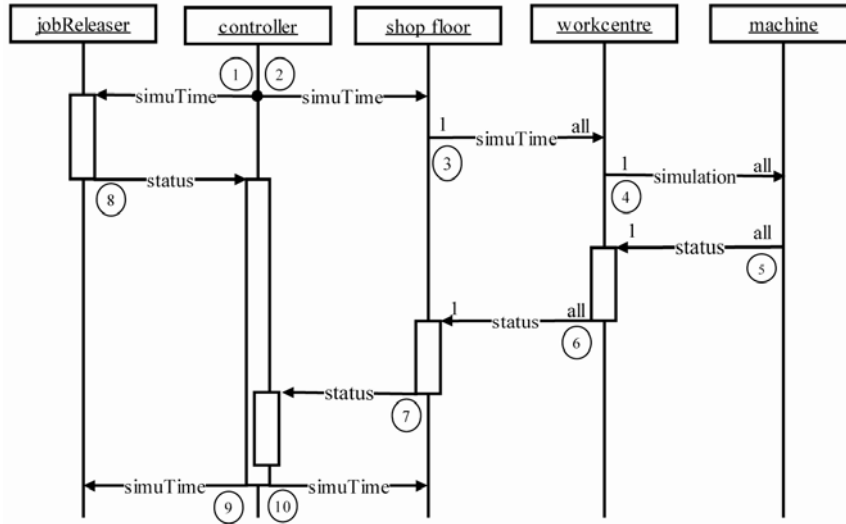 jobReleaser controller shop floor workcentre machine
1 2
simuTime simuTime
1 simuTime all
3
1 simulation all
4
status
8
1 status all
5
1 status all
6
status
7
simuTime simuTime
9 10